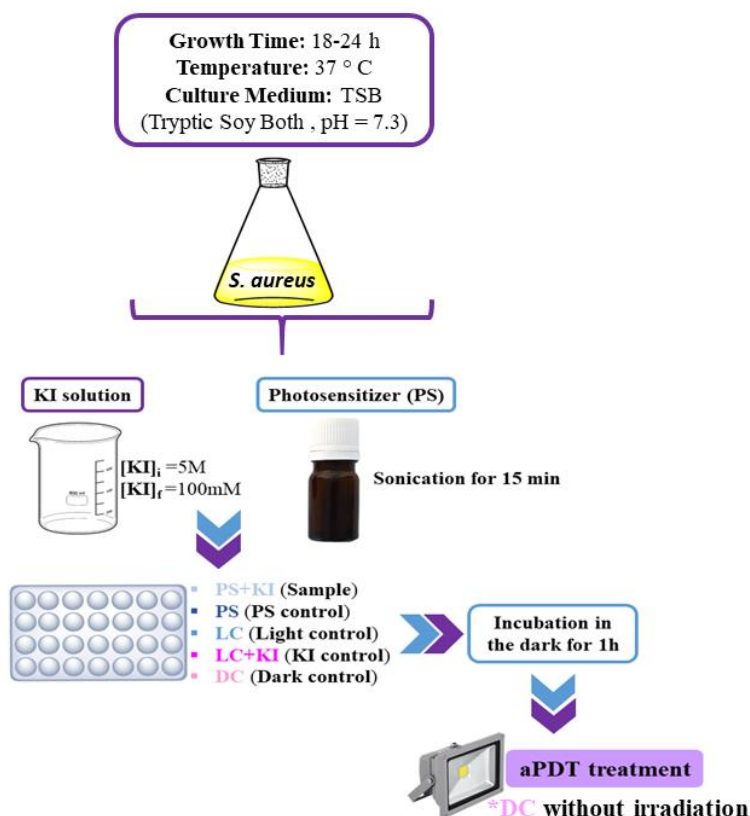 Growth Time: 18-24 h
Temperature: 37 ° C
Culture Medium: TSB
(Tryptic Soy Both , pH = 7.3)
S. aureus
KI solution
Photosensitizer (PS)
[KI]i =5M
[KI]f =100mM
Sonication for 15 min
PS+KI (Sample)
PS (PS control)
LC (Light control)
LC+KI (KI control)
DC (Dark control)
Incubation in
the dark for 1h
aPDT treatment
*DC without irradiation